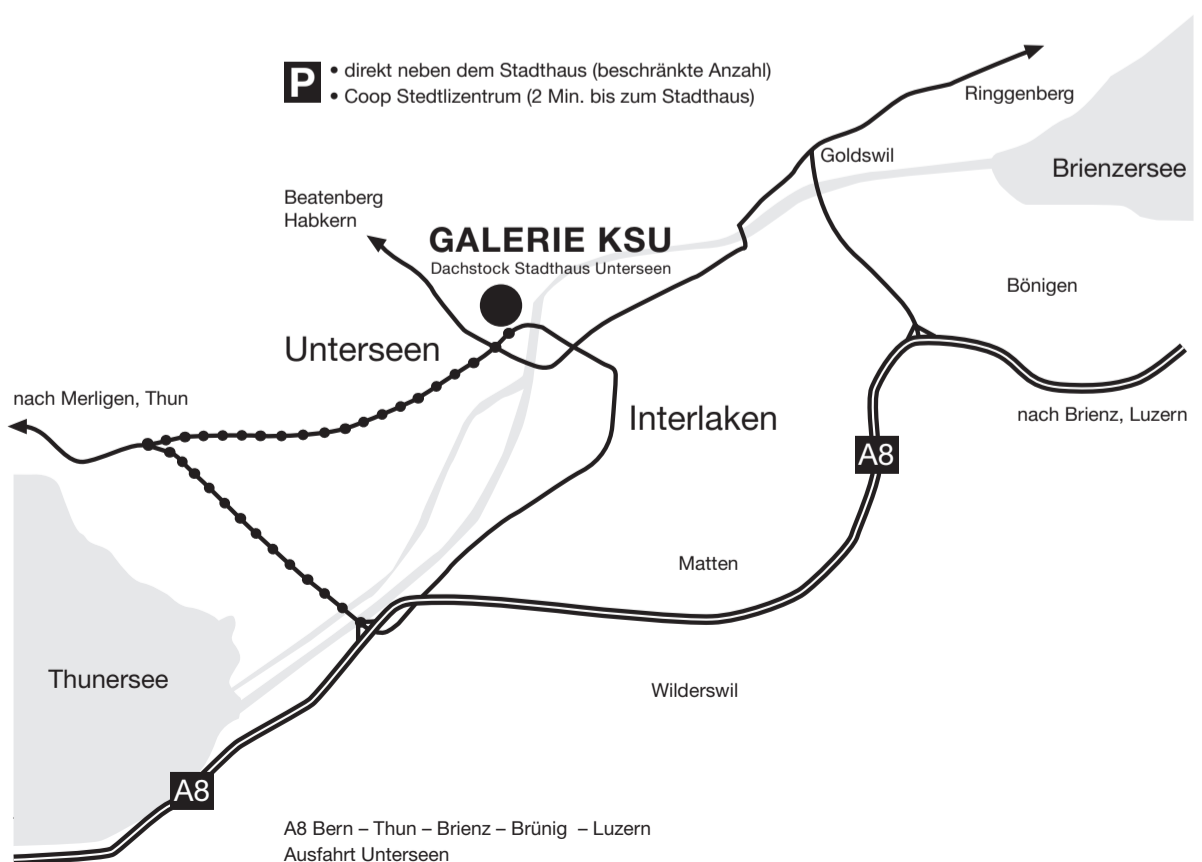 P
• direkt neben dem Stadthaus (beschränkte Anzahl)
• Coop Stedtlizentrum (2 Min. bis zum Stadthaus)
Ringgenberg
Goldswil
Brienzersee
Beatenberg
Habkern
GALERIE KSU
Dachstock Stadthaus Unterseen
Bönigen
Unterseen
nach Merligen, Thun
Interlaken
nach Brienz, Luzern
A8
Matten
Thunersee
Wilderswil
A8
A8 Bern – Thun – Brienz – Brünig – Luzern
Ausfahrt Unterseen